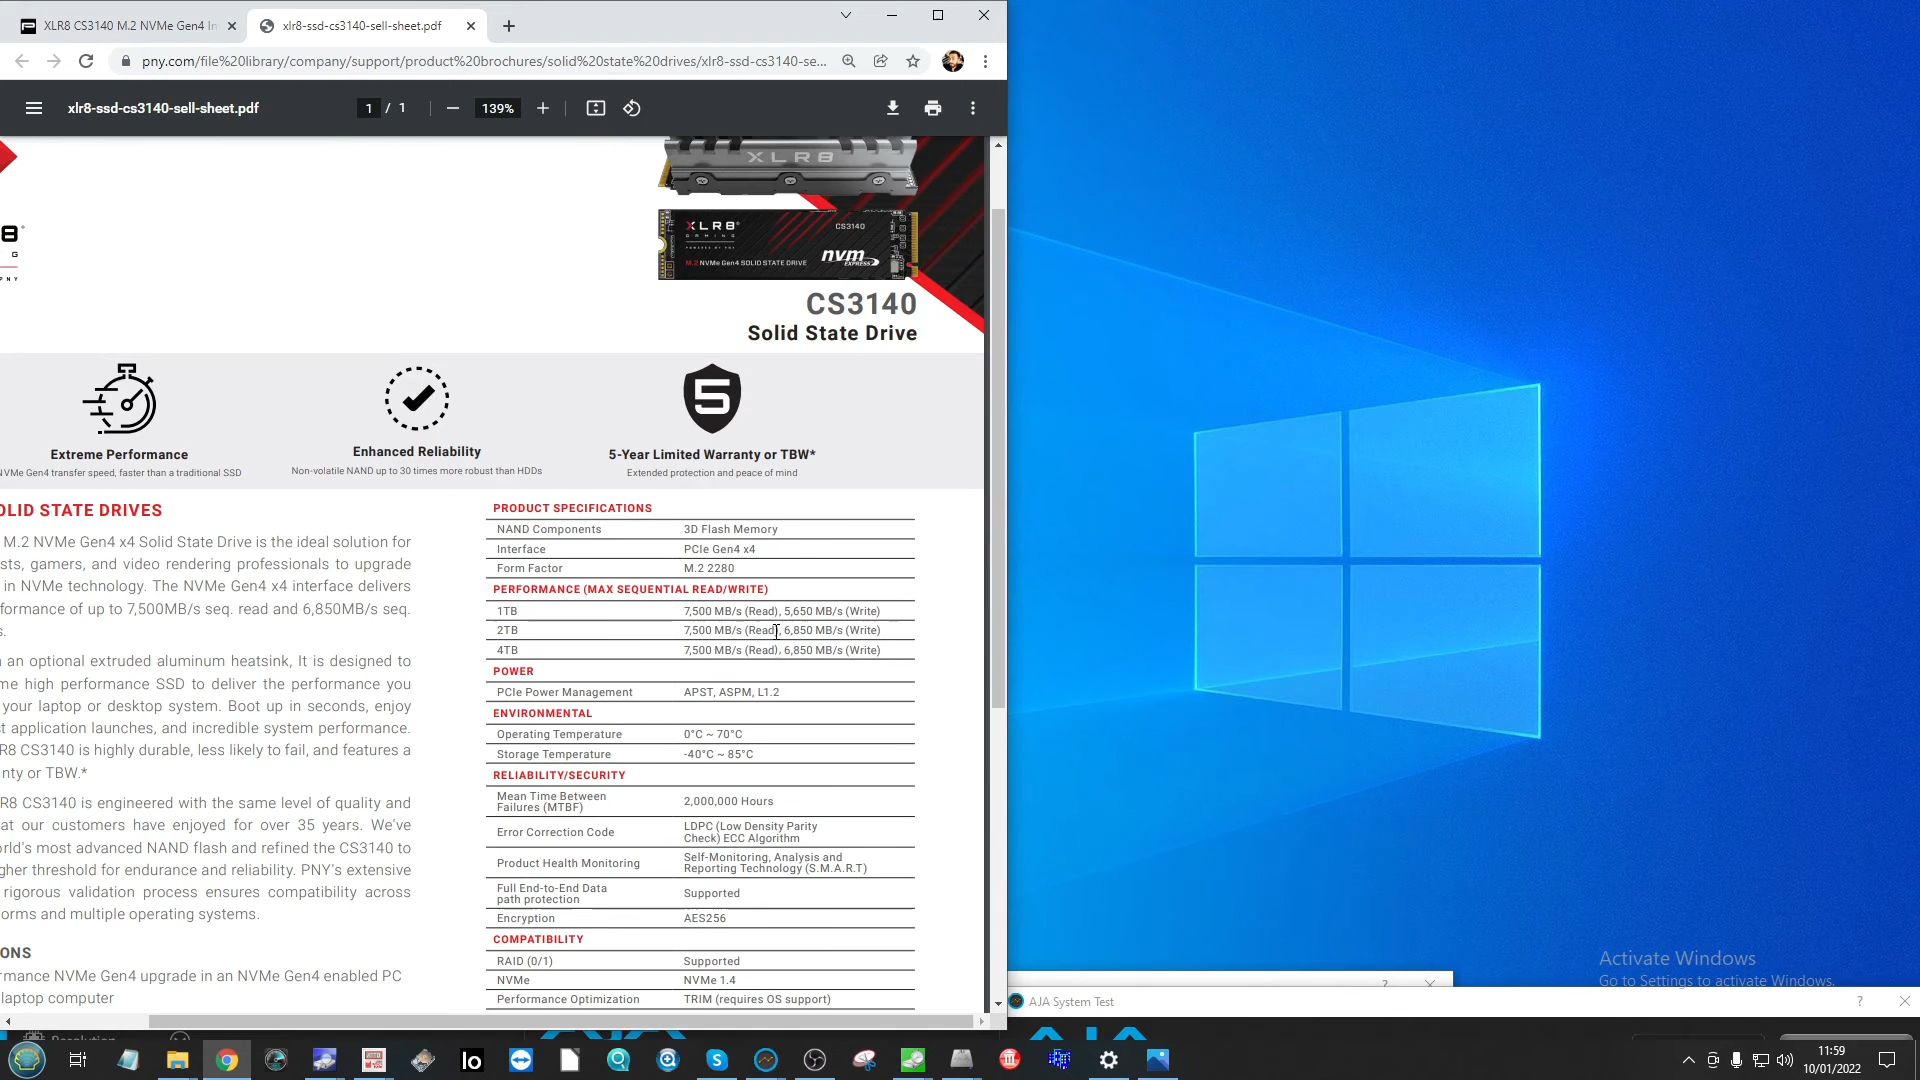 XLR8 CS3140 M.2 NVMe Gen4 In
xlr8-ssd-cs3140-sell-sheet.pdf
pny.com/file%20library/company/support/product%20brochures/solid%20state%20drives/xlr8-ssd-cs3140-se...
xlr8-ssd-cs3140-sell-sheet.pdf
1 / 1
139%
XLR8
XLR8
GAMING
CS3140
M.2 NVMe Gen4 SOLID STATE DRIVE
nvm
EXPRESS
8
G
PNY
CS3140
Solid State Drive
5
Extreme Performance
NVMe Gen4 transfer speed, faster than a traditional SSD
Enhanced Reliability
Non-volatile NAND up to 30 times more robust than HDDs
5-Year Limited Warranty or TBW*
Extended protection and peace of mind
OLID STATE DRIVES
M.2 NVMe Gen4 x4 Solid State Drive is the ideal solution for
sts, gamers, and video rendering professionals to upgrade
in NVMe technology. The NVMe Gen4 x4 interface delivers
formance of up to 7,500MB/s seq. read and 6,850MB/s seq.
s.
an optional extruded aluminum heatsink, It is designed to
me high performance SSD to deliver the performance you
your laptop or desktop system. Boot up in seconds, enjoy
t application launches, and incredible system performance.
R8 CS3140 is highly durable, less likely to fail, and features a
nty or TBW.*
R8 CS3140 is engineered with the same level of quality and
at our customers have enjoyed for over 35 years. We've
orld's most advanced NAND flash and refined the CS3140 to
gher threshold for endurance and reliability. PNY's extensive
rigorous validation process ensures compatibility across
orms and multiple operating systems.
ONS
rmance NVMe Gen4 upgrade in an NVMe Gen4 enabled PC
laptop computer
PRODUCT SPECIFICATIONS
NAND Components 3D Flash Memory
Interface PCIe Gen4 x4
Form Factor M.2 2280
PERFORMANCE (MAX SEQUENTIAL READ/WRITE)
1TB 7,500 MB/s (Read), 5,650 MB/s (Write)
2TB 7,500 MB/s (Read), 6,850 MB/s (Write)
4TB 7,500 MB/s (Read), 6,850 MB/s (Write)
POWER
PCIe Power Management APST, ASPM, L1.2
ENVIRONMENTAL
Operating Temperature 0°C ~ 70°C
Storage Temperature -40°C ~ 85°C
RELIABILITY/SECURITY
Mean Time Between
Failures (MTBF) 2,000,000 Hours
Error Correction Code LDPC (Low Density Parity
Check) ECC Algorithm
Product Health Monitoring Self-Monitoring, Analysis and
Reporting Technology (S.M.A.R.T)
Full End-to-End Data
path protection Supported
Encryption AES256
COMPATIBILITY
RAID (0/1) Supported
NVMe NVMe 1.4
Performance Optimization TRIM (requires OS support)
Activate Windows
Go to Settings to activate Windows.
AJA System Test
Io
11:59
10/01/2022